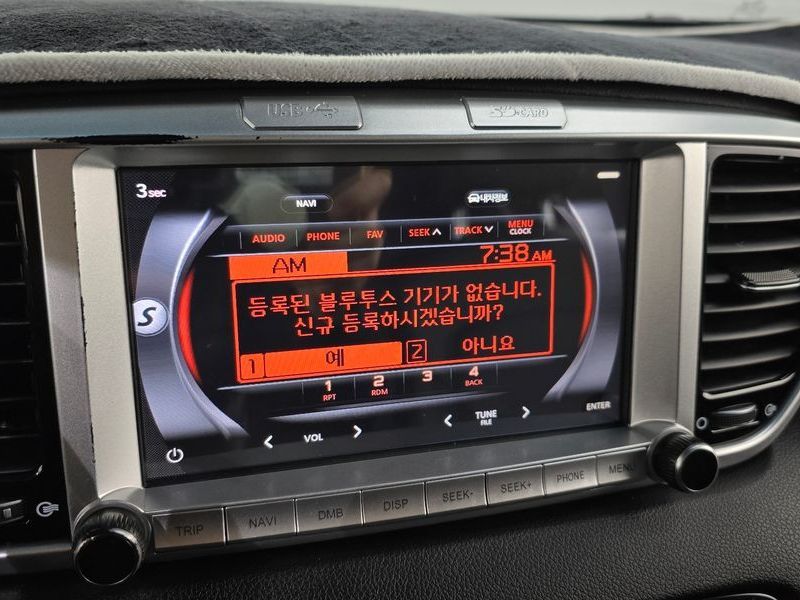 USB
SD-CARD
3 SEC
NAVI
내차정보
AUDIO PHONE FAV SEEK TRACK MENU
CLOCK
AM 7:38 AM
등록된 블루투스 기기가 없습니다.
신규 등록하시겠습니까?
1 예 2 아니요
1 2 3 4
RPT RDM BACK
VOL TUNE ENTER
FILE
S
TRIP NAVI DMB DISP SEEK- SEEK+ PHONE MENU